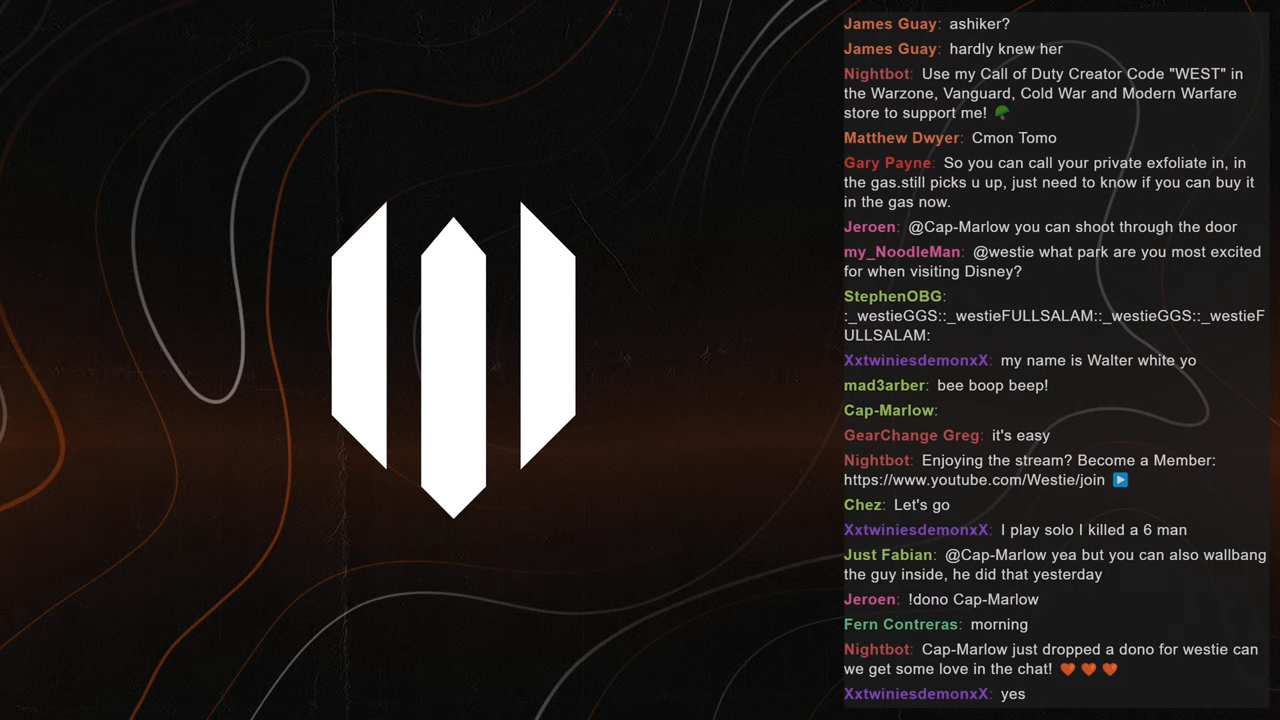 James Guay: ashiker?
James Guay: hardly knew her
Nightbot: Use my Call of Duty Creator Code "WEST" in
the Warzone, Vanguard, Cold War and Modern Warfare
store to support me!
Matthew Dwyer: Cmon Tomo
Gary Payne: So you can call your private exfoliate in, in
the gas.still picks u up, just need to know if you can buy it
in the gas now.
Jeroen: @Cap-Marlow you can shoot through the door
my_NoodleMan: @westie what park are you most excited
for when visiting Disney?
StephenOBG:
:_westieGGS::_westieFULLSALAM::_westieGGS::_westieF
ULLSALAM:
XxtwiniesdemonxX: my name is Walter white yo
mad3arber: bee boop beep!
Cap-Marlow:
GearChange Greg: it's easy
Nightbot: Enjoying the stream? Become a Member:
https://www.youtube.com/Westie/join
Chez: Let's go
XxtwiniesdemonxX: I play solo I killed a 6 man
Just Fabian: @Cap-Marlow yea but you can also wallbang
the guy inside, he did that yesterday
Jeroen: !dono Cap-Marlow
Fern Contreras: morning
Nightbot: Cap-Marlow just dropped a dono for westie can
we get some love in the chat!
XxtwiniesdemonxX: yes